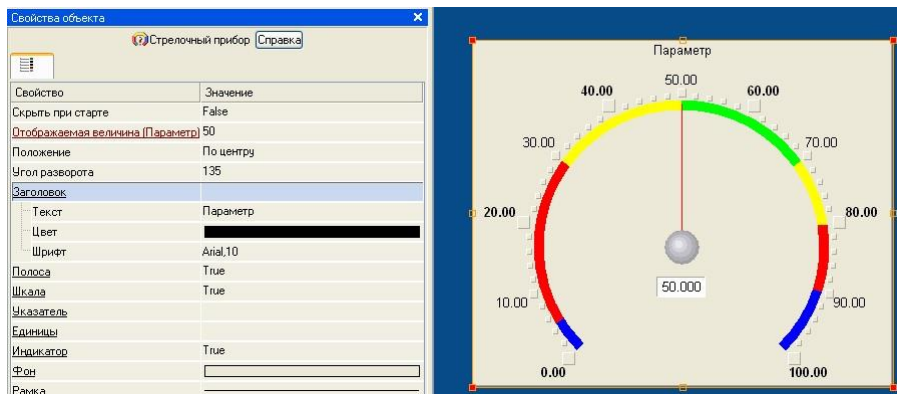 Свойства объекта
Стрелочный прибор Справка
Свойство Значение
Скрыть при старте False
Отображаемая величина (Параметр) 50
Положение По центру
Угол разворота 135
Заголовок
Текст Параметр
Цвет
Шрифт Arial,10
Полоса True
Шкала True
Указатель
Единицы
Индикатор True
Фон
Рамка
Параметр
50.00
40.00 60.00
30.00 70.00
20.00 80.00
50.000
10.00 90.00
0.00 100.00